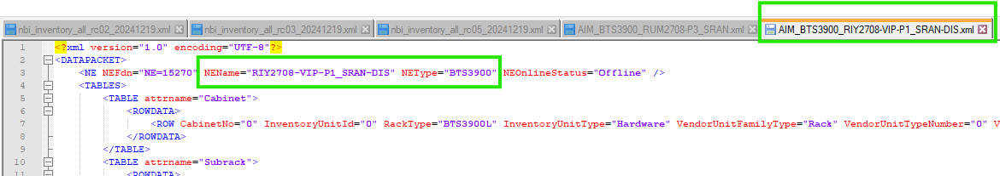 nbi_inventory_all_rc02_20241219.xml nbi_inventory_all_rc03_20241219.xml nbi_inventory_all_rc05_20241219.xml AIM_BTS3900_RUM2708-P3_SRAN.xml AIM_BTS3900_RIY2708-VIP-P1_SRAN-DIS.xml
1 <?xml version="1.0" encoding="UTF-8"?>
2 <DATAPACKET>
3 <NE NEFdn="NE=15270" NEName="RIY2708-VIP-P1_SRAN-DIS" NEType="BTS3900" NEOnlineStatus="Offline" />
4 <TABLES>
5 <TABLE attrname="Cabinet">
6 <ROWDATA>
7 <ROW CabinetNo="0" InventoryUnitId="0" RackType="BTS3900L" InventoryUnitType="Hardware" VendorUnitFamilyType="Rack" VendorUnitTypeNumber="0" V
8 </ROWDATA>
9 </TABLE>
10 <TABLE attrname="Subrack">
11 <ROWDATA>